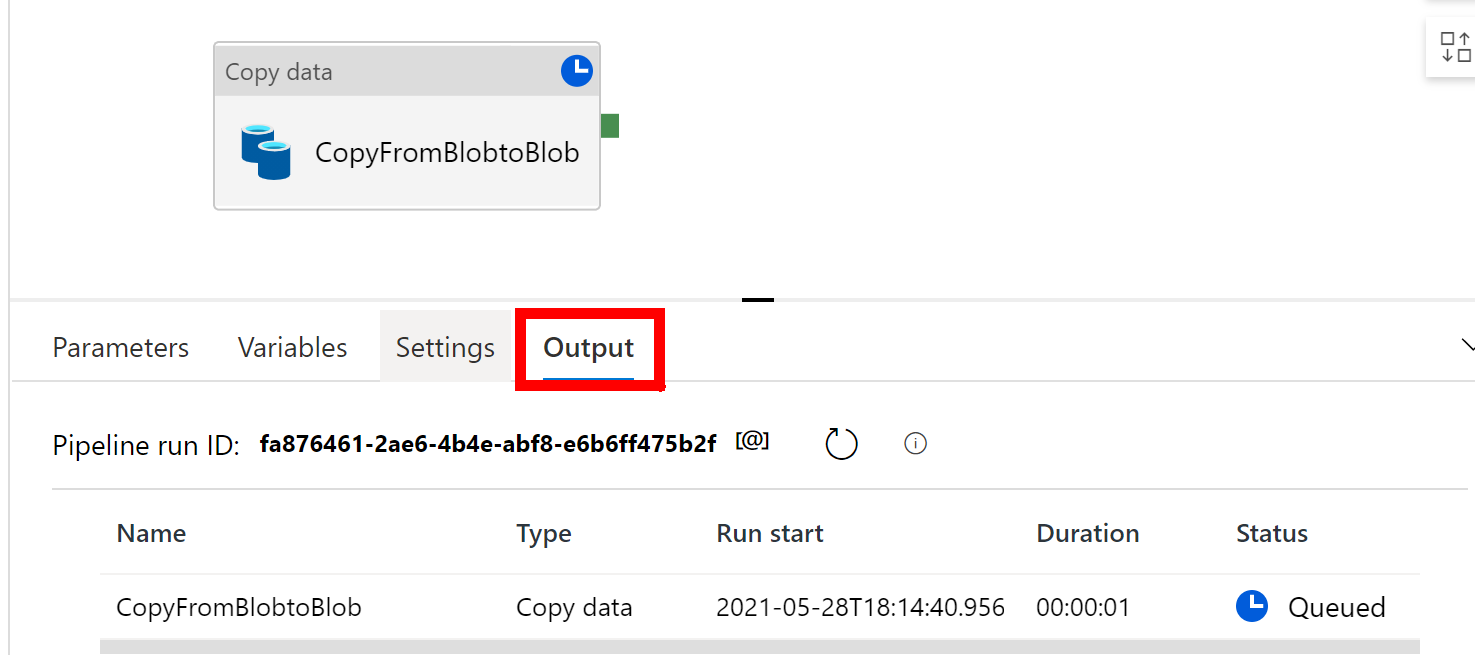 Copy data
CopyFromBlobtoBlob
Parameters Variables Settings Output
Pipeline run ID: fa876461-2ae6-4b4e-abf8-e6b6ff475b2f [@]
Name Type Run start Duration Status
CopyFromBlobtoBlob Copy data 2021-05-28T18:14:40.956 00:00:01 Queued